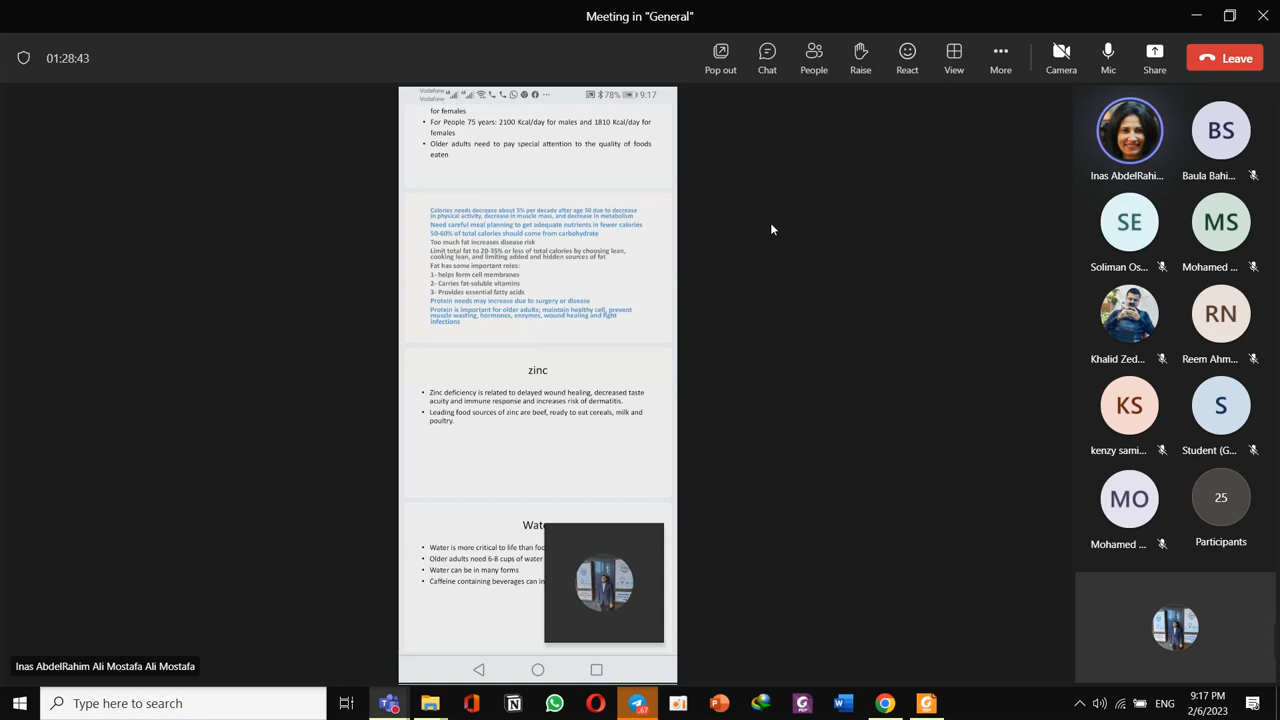 Meeting in "General"
01:28:43
Pop out
Chat
People
Raise
React
View
More
Camera
Mic
Share
Leave
Vodafone
Vodafone
78%
9:17
for females
• For People 75 years: 2100 Kcal/day for males and 1810 Kcal/day for
females
• Older adults need to pay special attention to the quality of foods
eaten
Calories needs decrease about 5% per decade after age 50 due to decrease
in physical activity, decrease in muscle mass, and decrease in metabolism
Need careful meal planning to get adequate nutrients in fewer calories
50-60% of total calories should come from carbohydrate
Too much fat increases disease risk
Limit total fat to 20-35% or less of total calories by choosing lean,
cooking lean, and limiting added and hidden sources of fat
Fat has some important roles:
1- helps form cell membranes
2- Carries fat-soluble vitamins
3- Provides essential fatty acids
Protein needs may increase due to surgery or disease
Protein is important for older adults; maintain healthy cell, prevent
muscle wasting, hormones, enzymes, wound healing and fight
infections
zinc
• Zinc deficiency is related to delayed wound healing, decreased taste
acuity and immune response and increases risk of dermatitis.
• Leading food sources of zinc are beef, ready to eat cereals, milk and
poultry.
Wate
• Water is more critical to life than foo
• Older adults need 6-8 cups of water
• Water can be in many forms
• Caffeine containing beverages can in
Inas AbdelRahi...
BS
Baula Bahi...
SE
Soliman Os...
MS
Mohamed ...
Khalid Zed...
RN
Reem Ahm...
KS
kenzy sami...
S
Student (G...
MO
Mohamed ...
25
Participants
Inas AbdelRahim Ali Mostafa Ali Mostafa
Type here to search
67
ENG
9:17 PM
2/6/2023